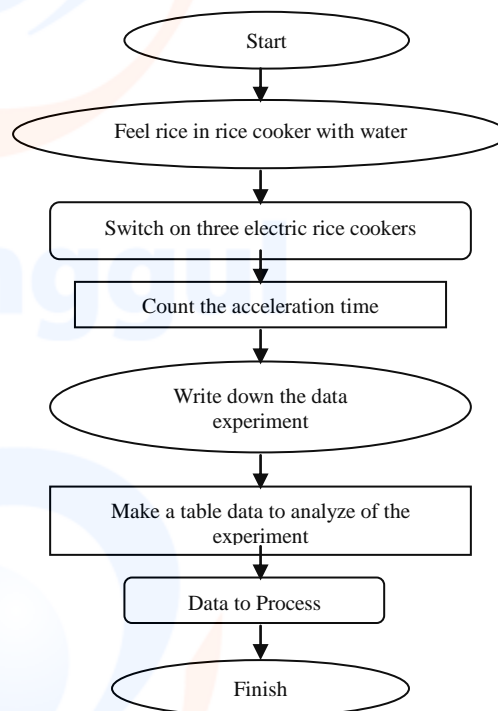 Start
Feel rice in rice cooker with water
Switch on three electric rice cookers
Count the acceleration time
Write down the data
experiment
Make a table data to analyze of the
experiment
Data to Process
Finish